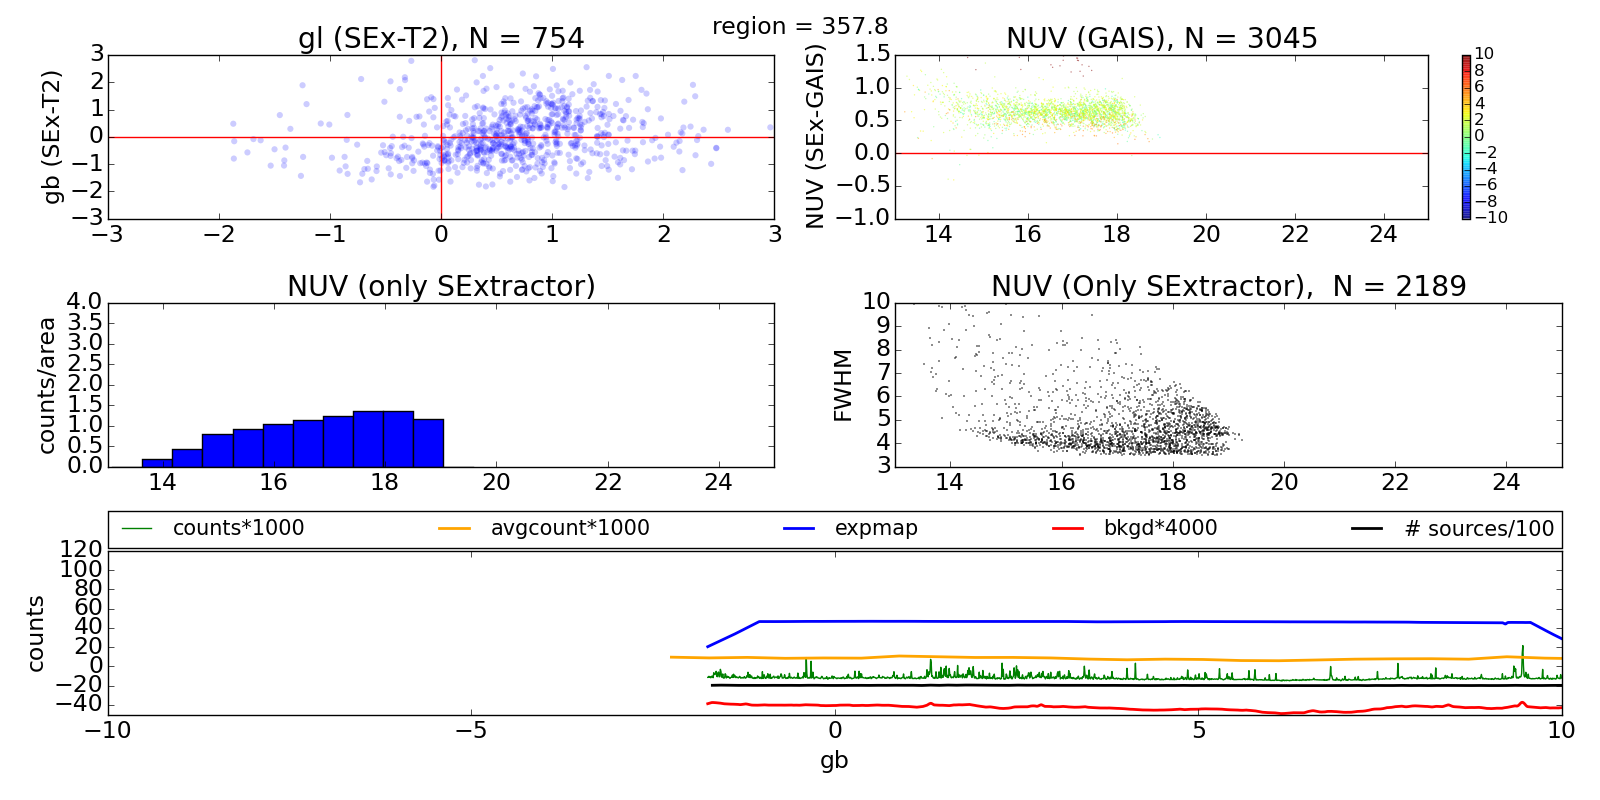 region = 357.8
gl (SEx-T2), N = 754
gb (SEx-T2)
3
2
1
0
−1
−2
−3
−3 −2 −1 0 1 2 3
NUV (GAIS), N = 3045
NUV (SEx-GAIS)
1.5
1.0
0.5
0.0
−0.5
−1.0
14 16 18 20 22 24
10
8
6
4
2
0
−2
−4
−6
−8
−10
NUV (only SExtractor)
counts/area
4.0
3.5
3.0
2.5
2.0
1.5
1.0
0.5
0.0
14 16 18 20 22 24
NUV (Only SExtractor),  N = 2189
FWHM
10
9
8
7
6
5
4
3
14 16 18 20 22 24
counts*1000 avgcount*1000 expmap bkgd*4000 # sources/100
counts
120
100
80
60
40
20
0
−20
−40
−10 −5 0 5 10
gb